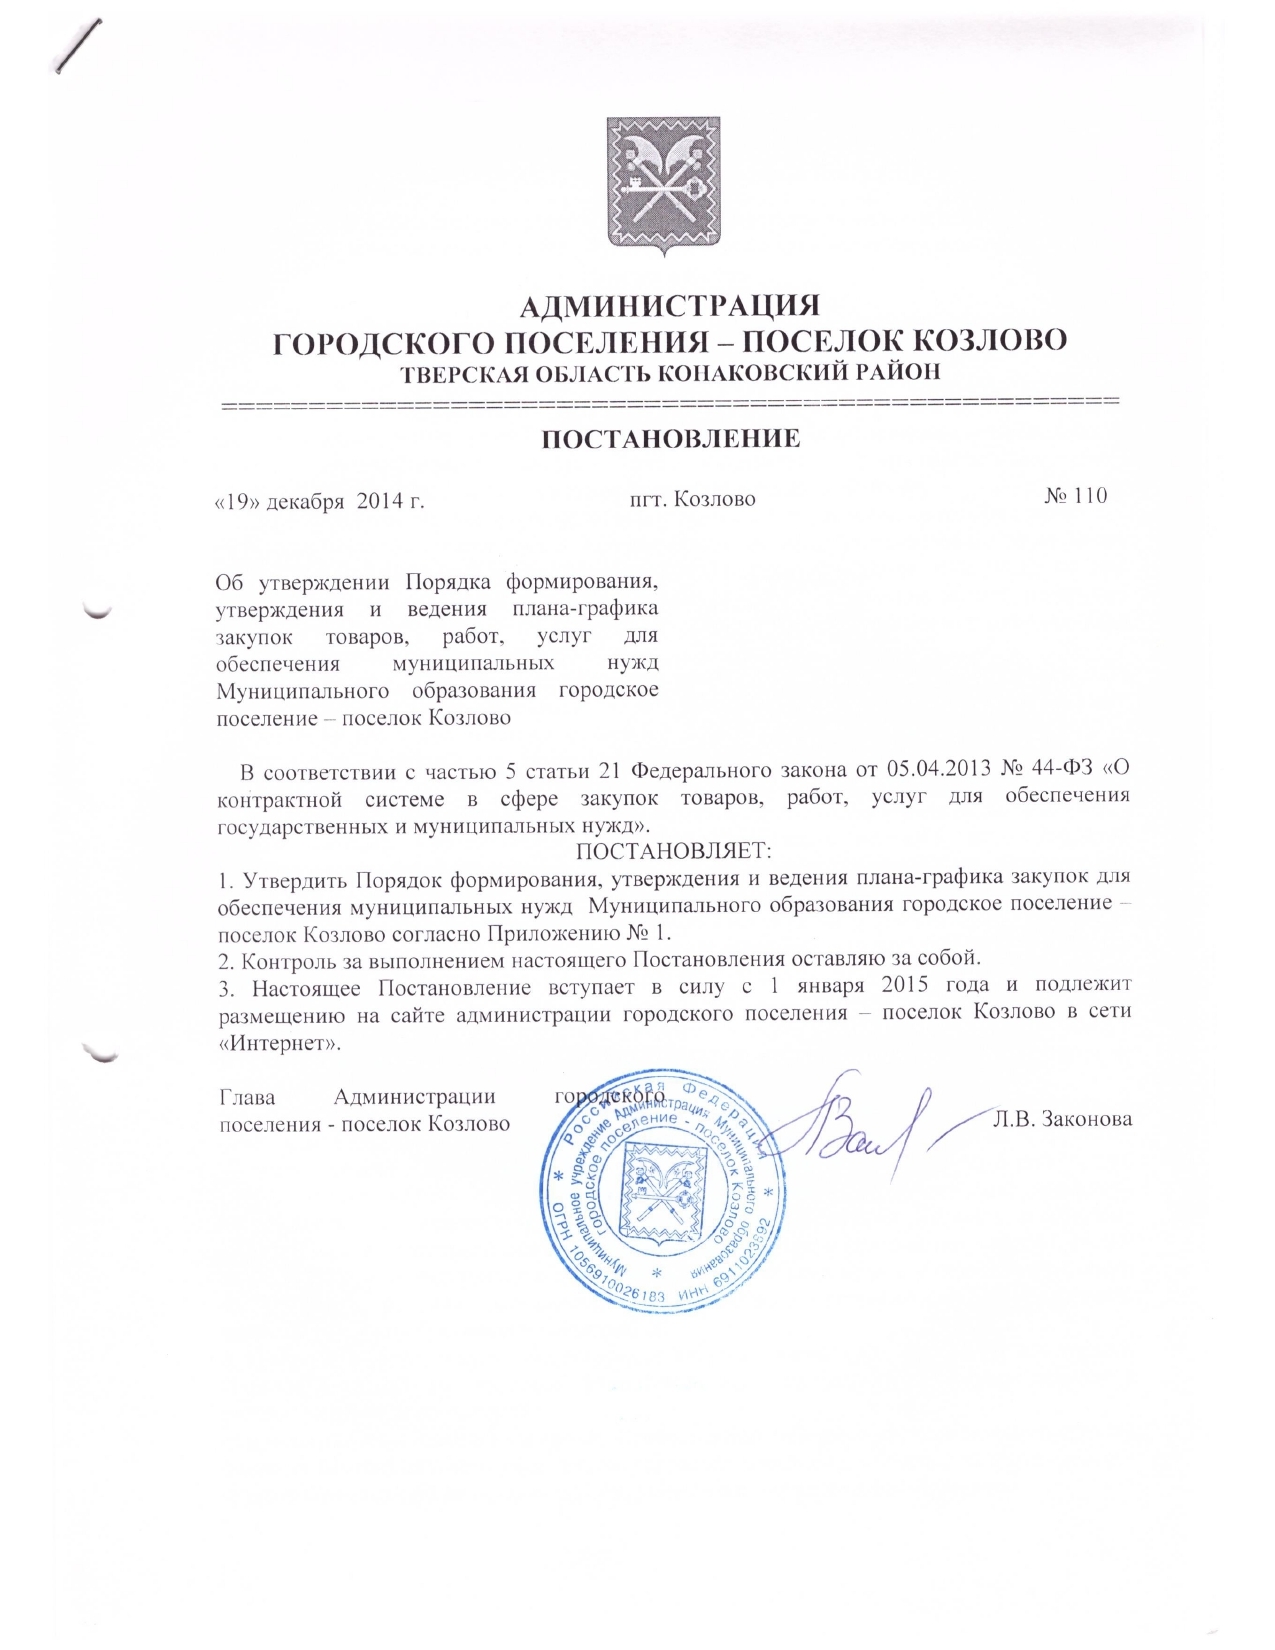 АДМИНИСТРАЦИЯ
ГОРОДСКОГО ПОСЕЛЕНИЯ – ПОСЕЛОК КОЗЛОВО
ТВЕРСКАЯ ОБЛАСТЬ КОНАКОВСКИЙ РАЙОН
ПОСТАНОВЛЕНИЕ
«19» декабря 2014 г. пгт. Козлово № 110
Об утверждении Порядка формирования,
утверждения и ведения плана-графика
закупок товаров, работ, услуг для
обеспечения муниципальных нужд
Муниципального образования городское
поселение – поселок Козлово
В соответствии с частью 5 статьи 21 Федерального закона от 05.04.2013 № 44-ФЗ «О
контрактной системе в сфере закупок товаров, работ, услуг для обеспечения
государственных и муниципальных нужд».
ПОСТАНОВЛЯЕТ:
1. Утвердить Порядок формирования, утверждения и ведения плана-графика закупок для
обеспечения муниципальных нужд Муниципального образования городское поселение –
поселок Козлово согласно Приложению № 1.
2. Контроль за выполнением настоящего Постановления оставляю за собой.
3. Настоящее Постановление вступает в силу с 1 января 2015 года и подлежит
размещению на сайте администрации городского поселения – поселок Козлово в сети
«Интернет».
Глава Администрации городского
поселения - поселок Козлово
Л.В. Законова
* Российская Федерация *
ОГРН 1056910026183 ИНН
Муниципальное учреждение Администрация Муниципального образования *
городское поселение - поселок Козлово